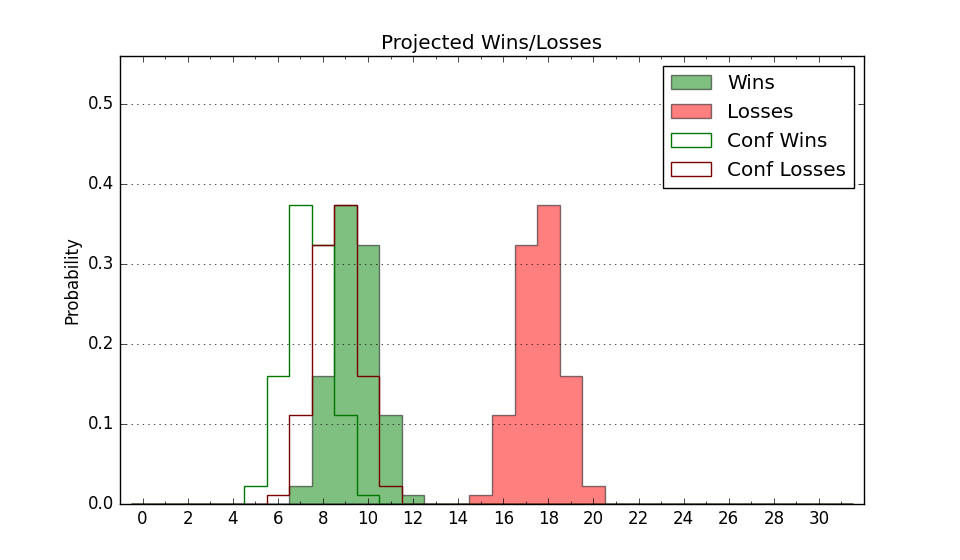 Projected Wins/Losses
Wins
Losses
Conf Wins
Conf Losses
Probability
0.5
0.4
0.3
0.2
0.1
0.0
0 2 4 6 8 10 12 14 16 18 20 22 24 26 28 30